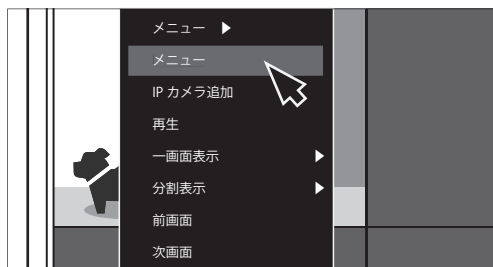 メニュー ▶
メニュー
IP カメラ追加
再生
一画面表示 ▶
分割表示 ▶
前画面
次画面